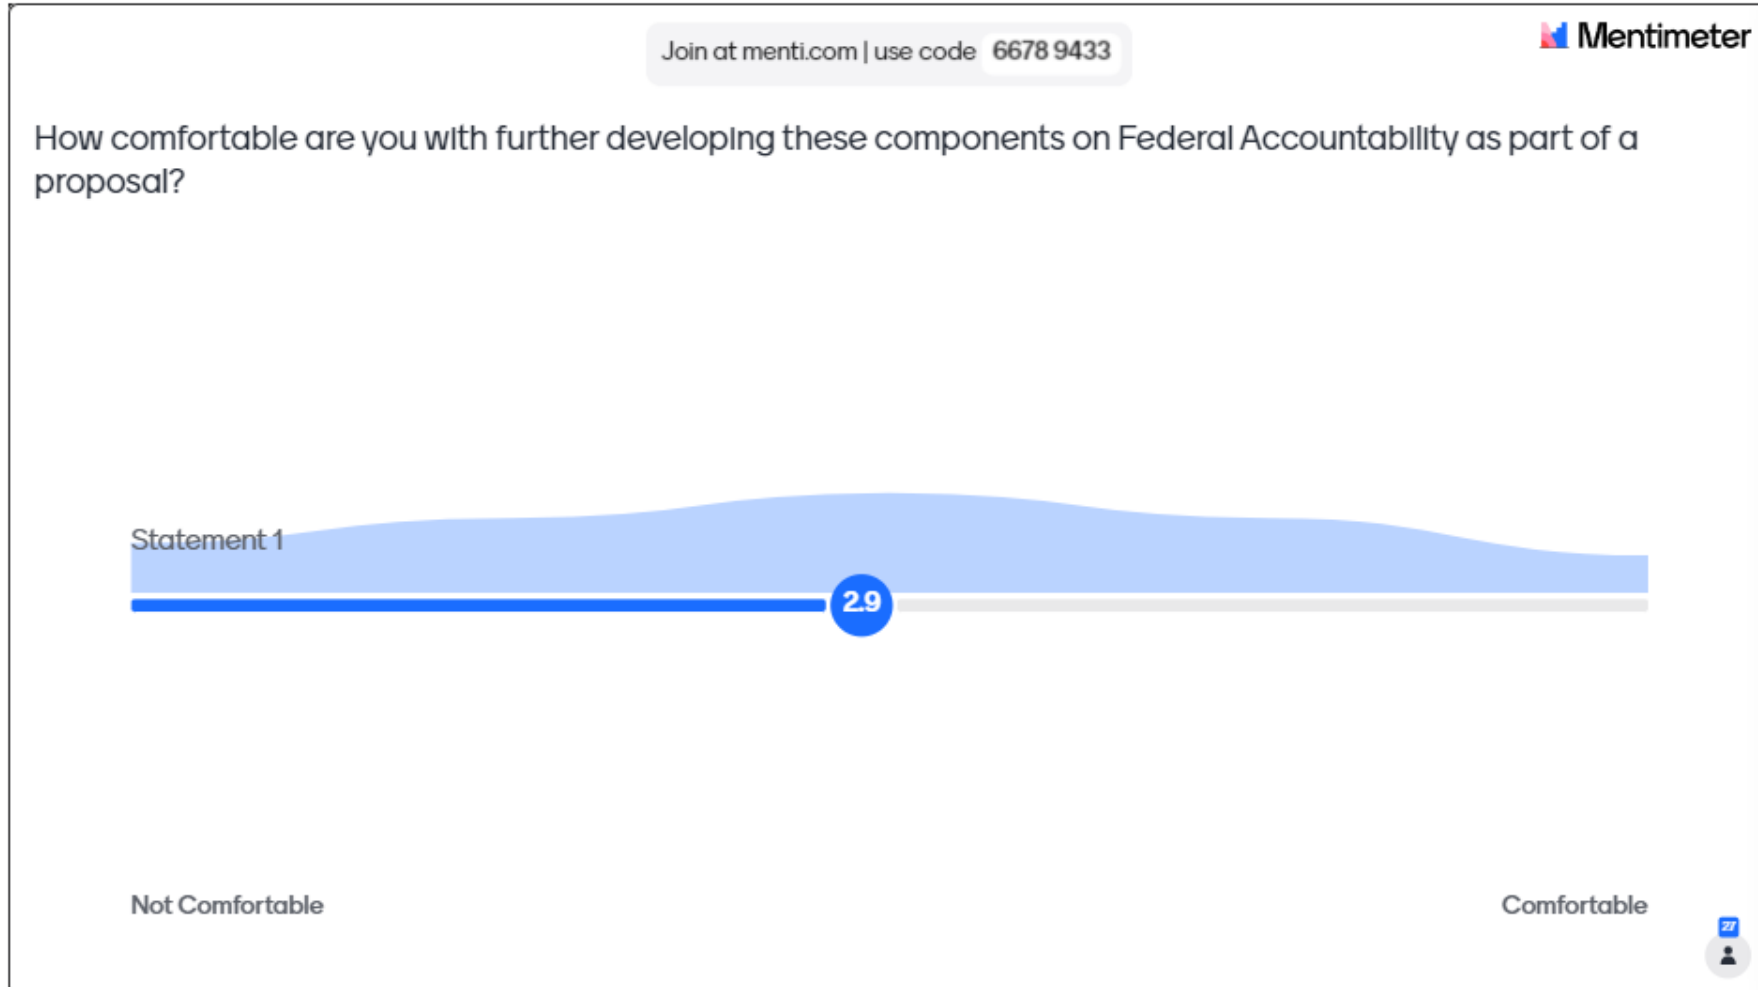 Join at menti.com | use code 6678 9433
Mentimeter
How comfortable are you with further developing these components on Federal Accountability as part of a
proposal?
Statement 1
2.9
Not Comfortable
Comfortable
27